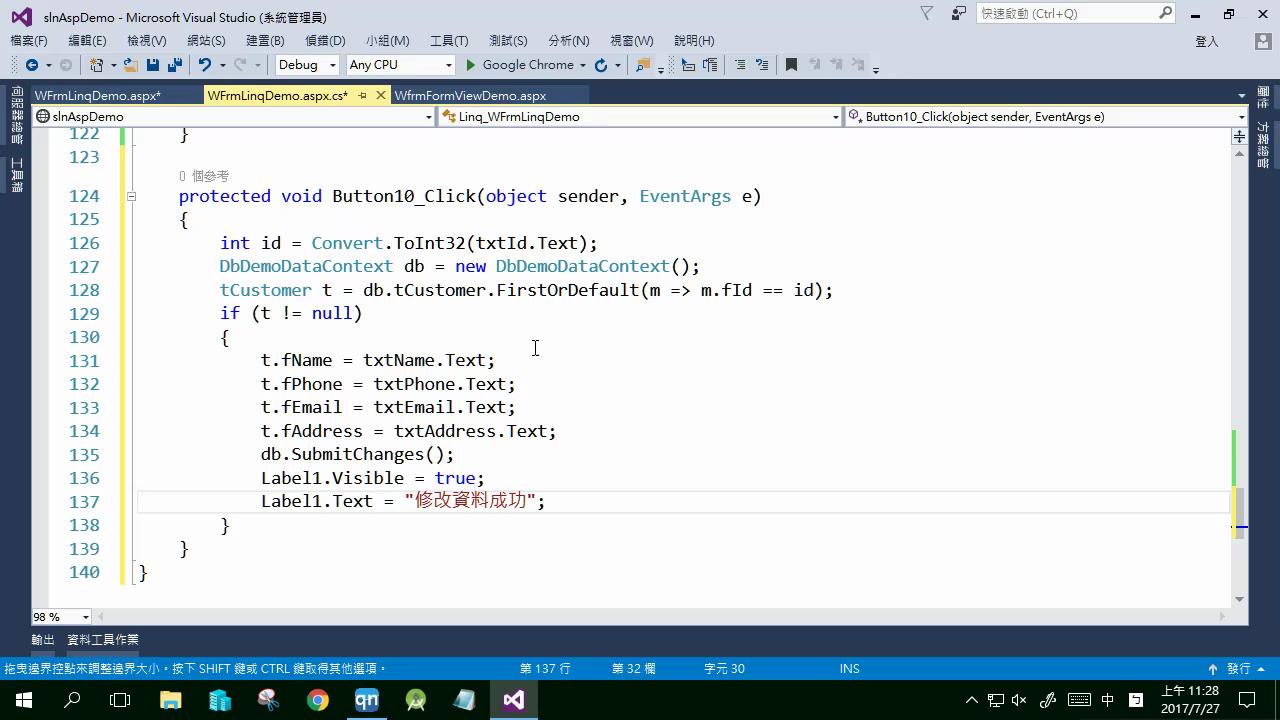 slnAspDemo - Microsoft Visual Studio (系統管理員)
快速啟動 (Ctrl+Q)
檔案(F) 編輯(E) 檢視(V) 網站(S) 建置(B) 偵錯(D) 小組(M) 工具(T) 測試(S) 分析(N) 視窗(W) 說明(H) 登入
Debug Any CPU Google Chrome
WFrmLinqDemo.aspx* WFrmLinqDemo.aspx.cs* WfrmFormViewDemo.aspx
slnAspDemo Linq_WFrmLinqDemo Button10_Click(object sender, EventArgs e)
伺服器總管
工具箱
屬性
方案總管
122 }
123
0 個參考
124 protected void Button10_Click(object sender, EventArgs e)
125 {
126 int id = Convert.ToInt32(txtId.Text);
127 DbDemoDataContext db = new DbDemoDataContext();
128 tCustomer t = db.tCustomer.FirstOrDefault(m => m.fId == id);
129 if (t != null)
130 {
131 t.fName = txtName.Text;
132 t.fPhone = txtPhone.Text;
133 t.fEmail = txtEmail.Text;
134 t.fAddress = txtAddress.Text;
135 db.SubmitChanges();
136 Label1.Visible = true;
137 Label1.Text = "修改資料成功";
138 }
139 }
140 }
98 %
輸出 資料工具作業
拖曳邊界控點來調整邊界大小。按下 SHIFT 鍵或 CTRL 鍵取得其他選項。 第 137 行 第 32 欄 字元 30 INS 發行
qn 中 上午 11:28
2017/7/27